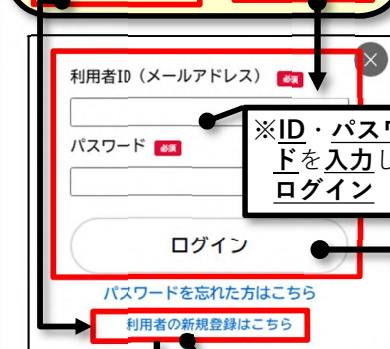 利用者ID（メールアドレス） 必須
パスワード 必須
※ID・パスワ
ドを入力し
ログイン
ログイン
パスワードを忘れた方はこちら
利用者の新規登録はこちら